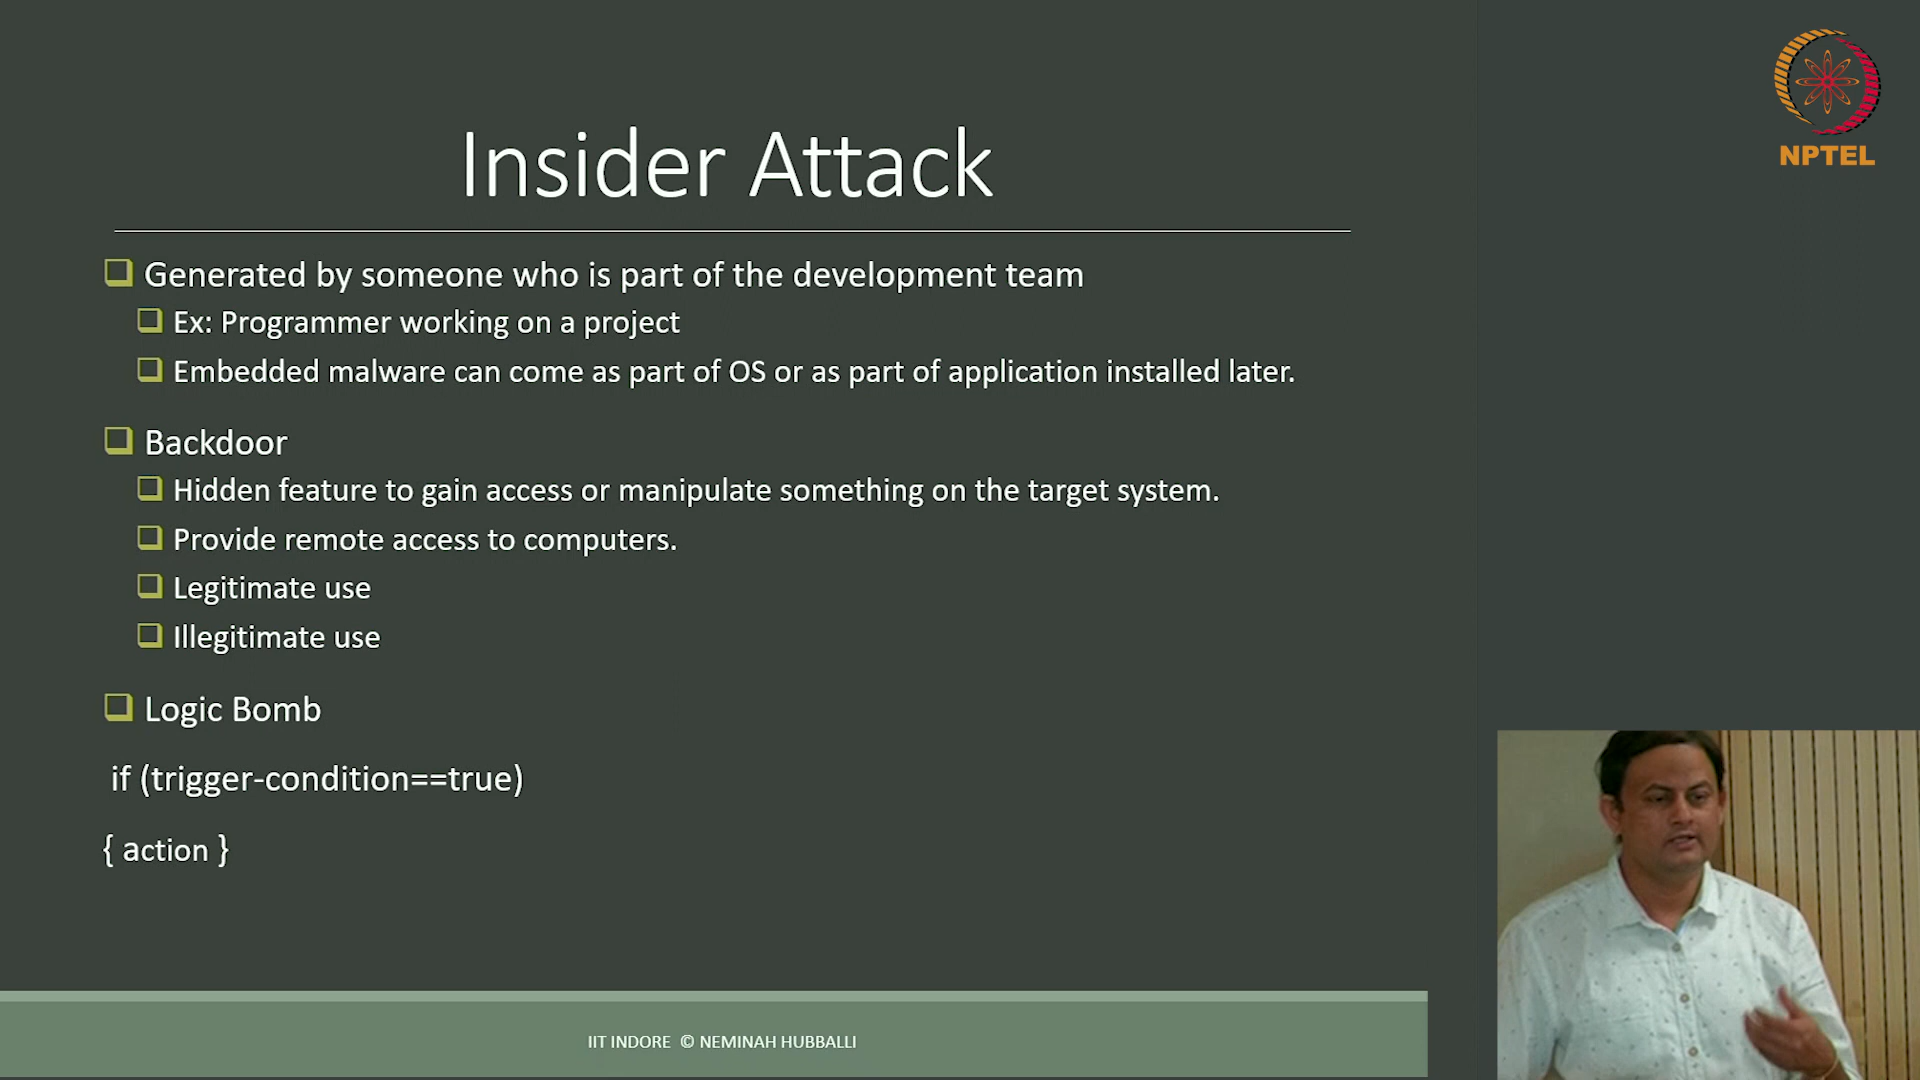 NPTEL
Insider Attack
Generated by someone who is part of the development team
Ex: Programmer working on a project
Embedded malware can come as part of OS or as part of application installed later.
Backdoor
Hidden feature to gain access or manipulate something on the target system.
Provide remote access to computers.
Legitimate use
Illegitimate use
Logic Bomb
if (trigger-condition==true)
{ action }
IIT INDORE © NEMINAH HUBBALLI